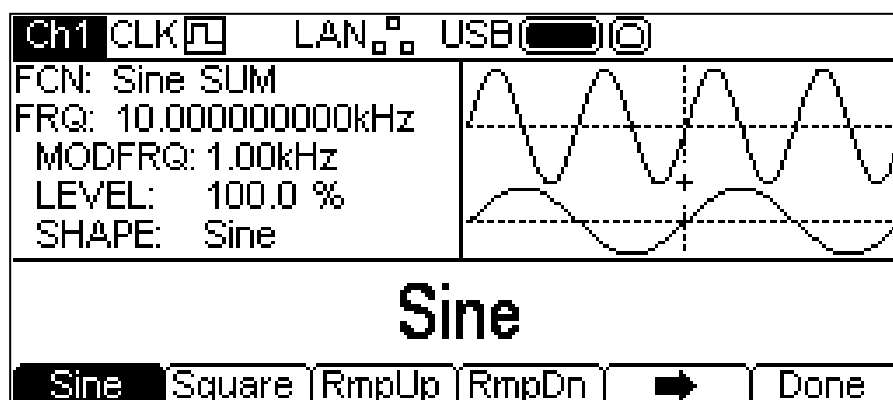 Ch1 CLK LAN USB
FCN: Sine SUM
FRQ: 10.000000000kHz
MODFRQ: 1.00kHz
LEVEL: 100.0 %
SHAPE: Sine
Sine
Sine Square RmpUp RmpDn Done